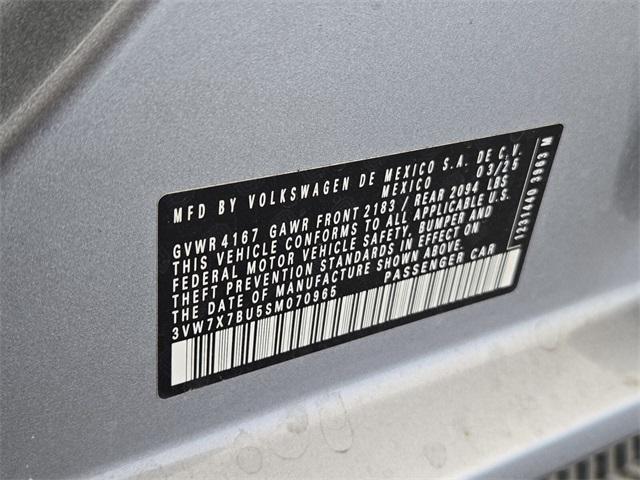 MFD BY VOLKSWAGEN DE MEXICO S.A. DE C.V.
MEXICO 03/25
GVWR 4167 GAWR FRONT 2183 / REAR 2094 LBS
THIS VEHICLE CONFORMS TO ALL APPLICABLE U.S.
FEDERAL MOTOR VEHICLE SAFETY, BUMPER AND
THEFT PREVENTION STANDARDS IN EFFECT ON
THE DATE OF MANUFACTURE SHOWN ABOVE.
3VW7X7BU5SM070965 PASSENGER CAR
1231440 3963 M